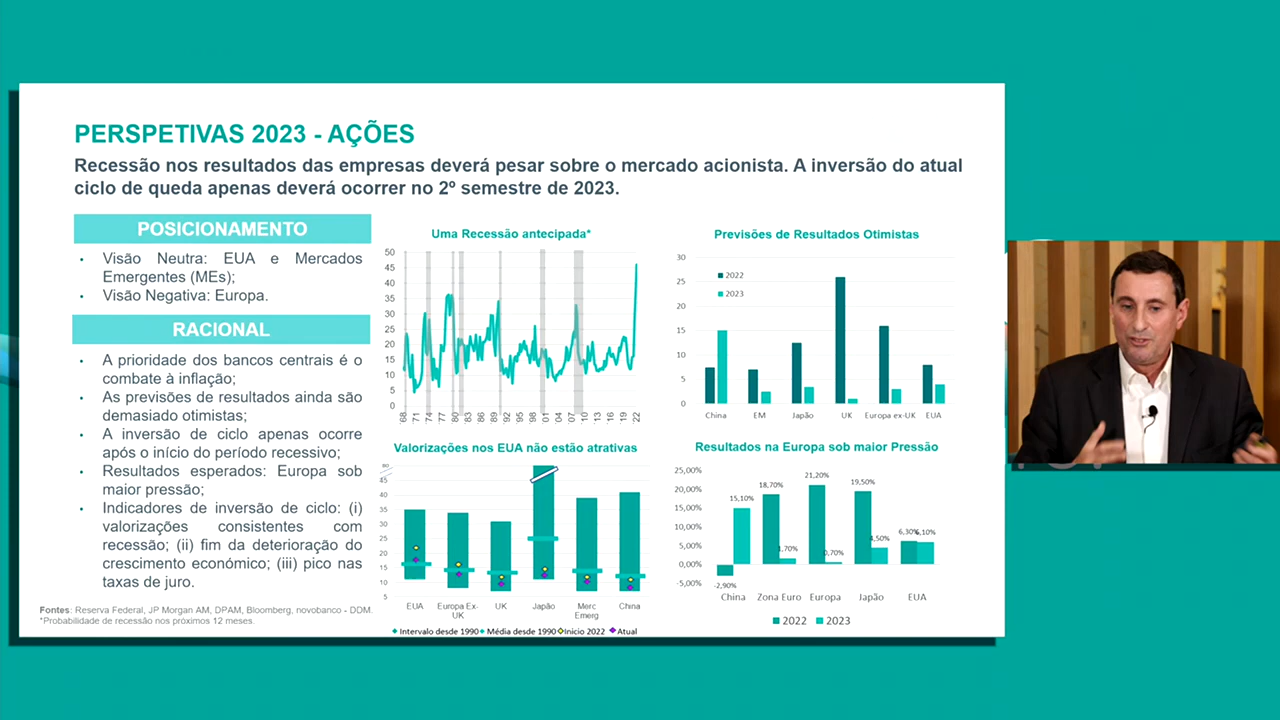 PERSPETIVAS 2023 - AÇÕES
Recessão nos resultados das empresas deverá pesar sobre o mercado acionista. A inversão do atual
ciclo de queda apenas deverá ocorrer no 2º semestre de 2023.
POSICIONAMENTO
• Visão Neutra: EUA e Mercados
Emergentes (MEs);
• Visão Negativa: Europa.
RACIONAL
• A prioridade dos bancos centrais é o
combate à inflação;
• As previsões de resultados ainda são
demasiado otimistas;
• A inversão de ciclo apenas ocorre
após o início do período recessivo;
• Resultados esperados: Europa sob
maior pressão;
• Indicadores de inversão de ciclo: (i)
valorizações consistentes com
recessão; (ii) fim da deterioração do
crescimento económico; (iii) pico nas
taxas de juro.
Fontes: Reserva Federal, JP Morgan AM, DPAM, Bloomberg, novobanco - DDM.
*Probabilidade de recessão nos próximos 12 meses.
Uma Recessão antecipada*
50
45
40
35
30
25
20
15
10
5
0
68 71 74 77 80 83 86 89 92 95 98 01 04 07 10 13 16 19 22
Previsões de Resultados Otimistas
30
25
20
15
10
5
0
2022
2023
China EM Japão UK Europa ex-UK EUA
Valorizações nos EUA não estão atrativas
45
40
35
30
25
20
15
10
5
EUA Europa Ex-UK UK Japão Merc Emerg China
Intervalo desde 1990 Média desde 1990 Início 2022 Atual
Resultados na Europa sob maior Pressão
25,00%
20,00%
15,00%
10,00%
5,00%
0,00%
-5,00%
-2,90% 15,10% 18,70% 1,70% 21,20% 0,70% 19,50% 4,50% 6,30% 6,10%
China Zona Euro Europa Japão EUA
2022 2023